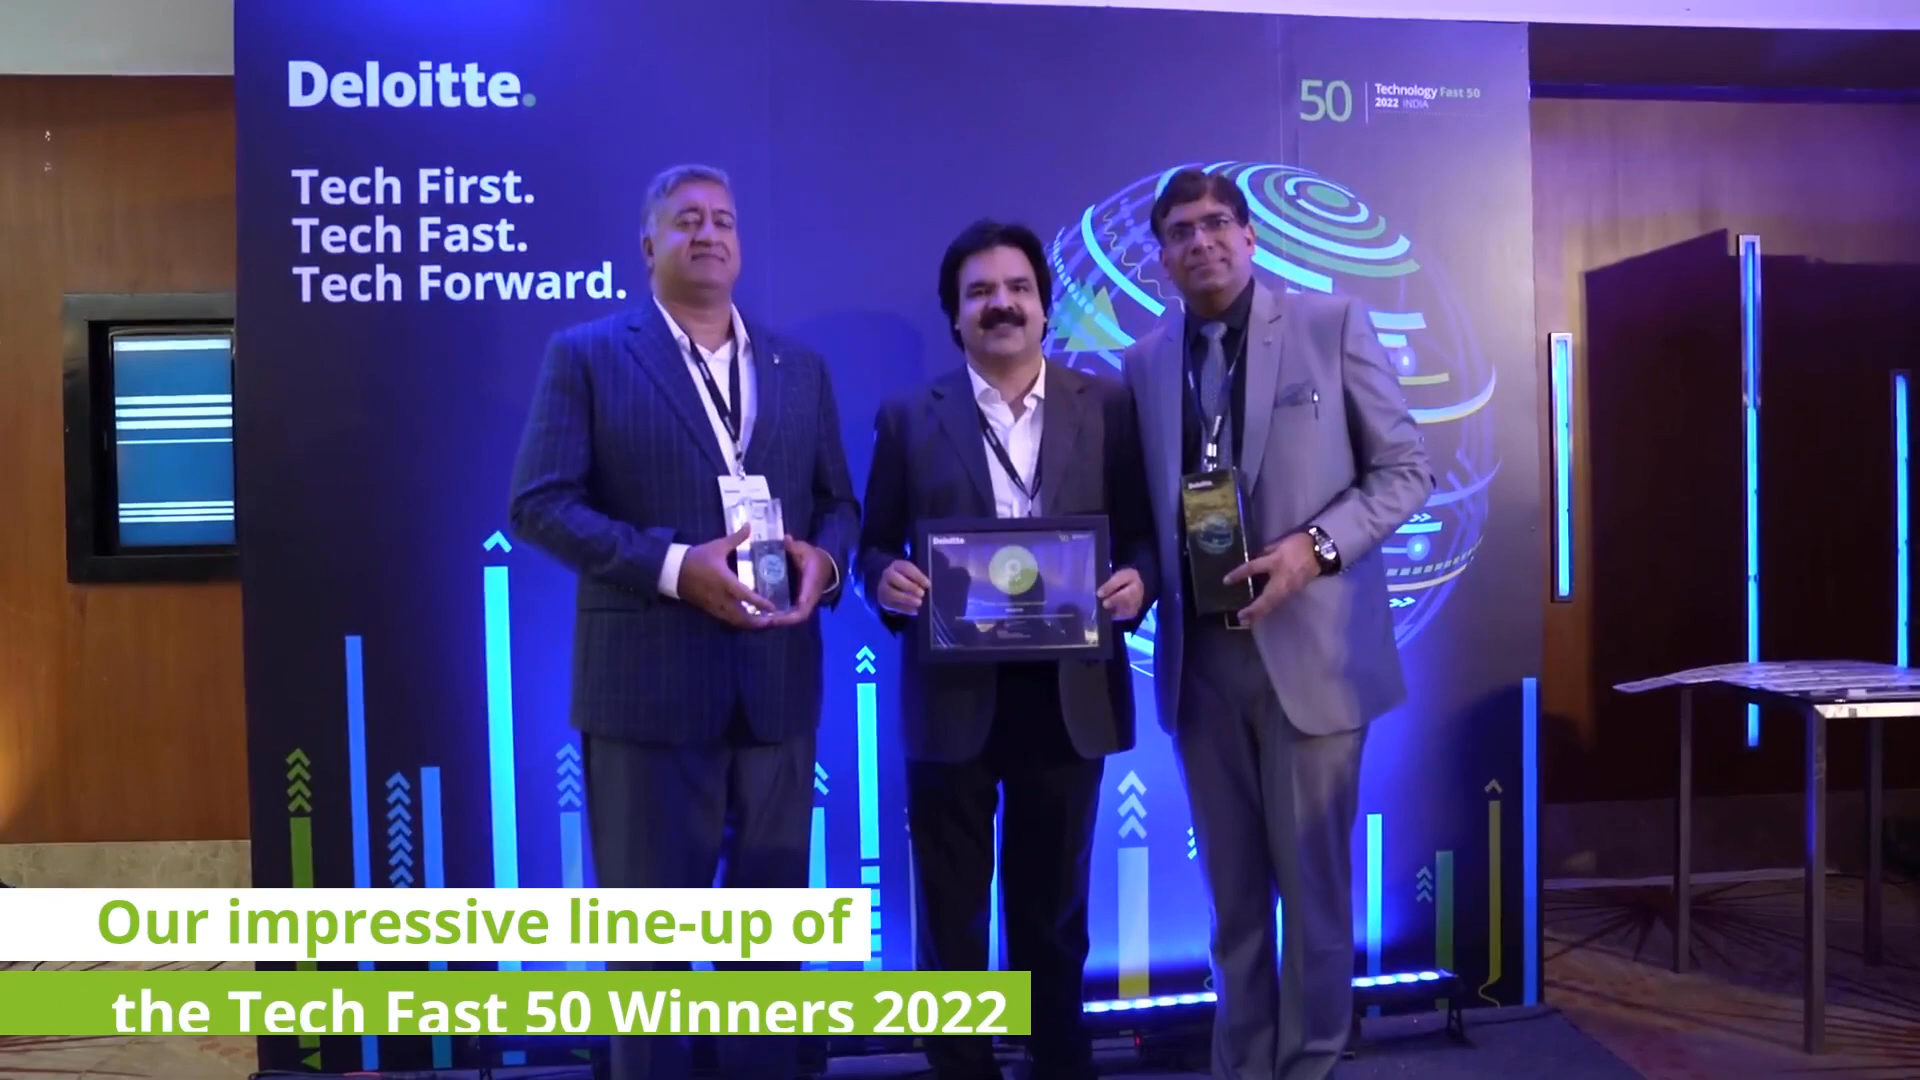 Deloitte.
50
Technology Fast 50
2022 INDIA
Tech First.
Tech Fast.
Tech Forward.
Deloitte.
Deloitte
Our impressive line-up of
the Tech Fast 50 Winners 2022